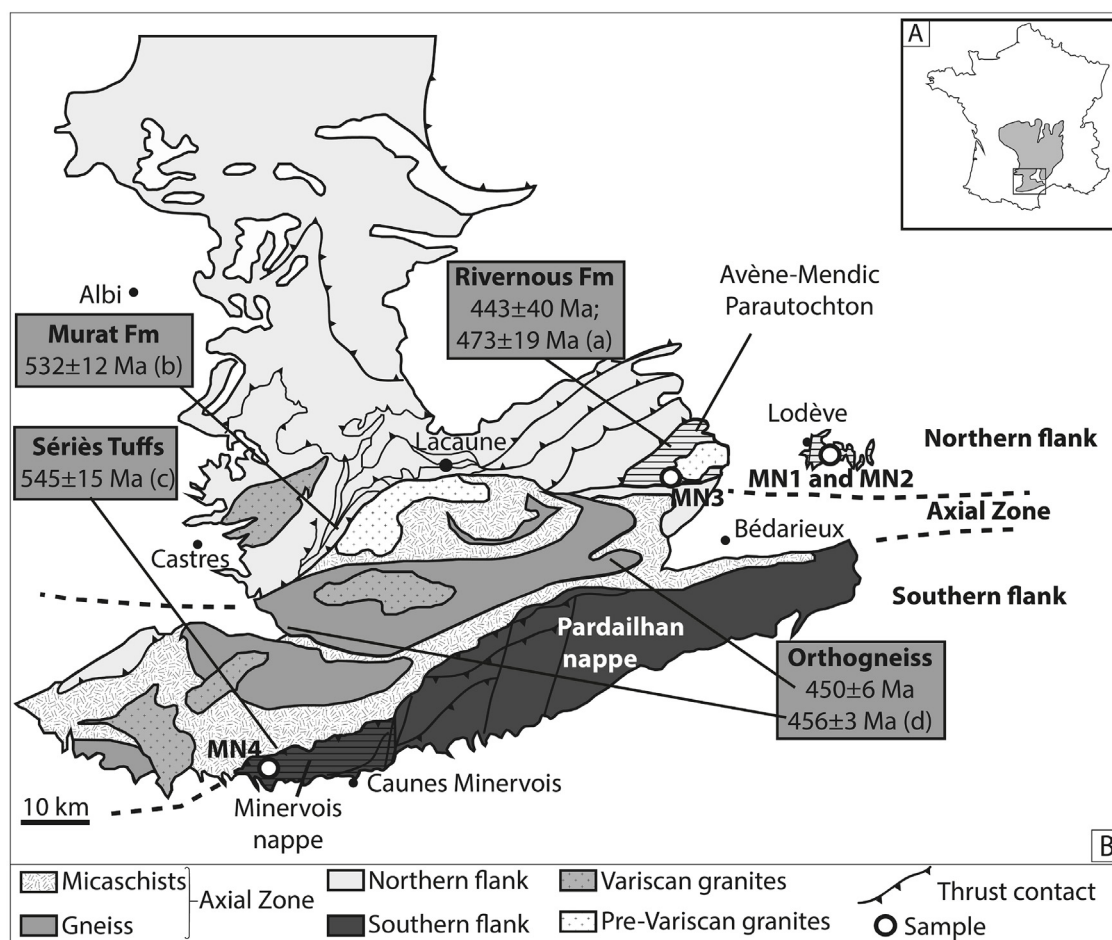 A
Rivernous Fm
443±40 Ma;
473±19 Ma (a)
Avène-Mendic
Parautochton
Albi
Murat Fm
532±12 Ma (b)
Sériès Tuffs
545±15 Ma (c)
Lacaune
Lodève
Northern flank
MN1 and MN2
MN3
Axial Zone
Bédarieux
Castres
Southern flank
Pardailhan
nappe
Orthogneiss
450±6 Ma
456±3 Ma (d)
MN4
Caunes Minervois
10 km
Minervois
nappe
B
Micaschists
Gneiss
Axial Zone
Northern flank
Southern flank
Variscan granites
Pre-Variscan granites
Thrust contact
Sample